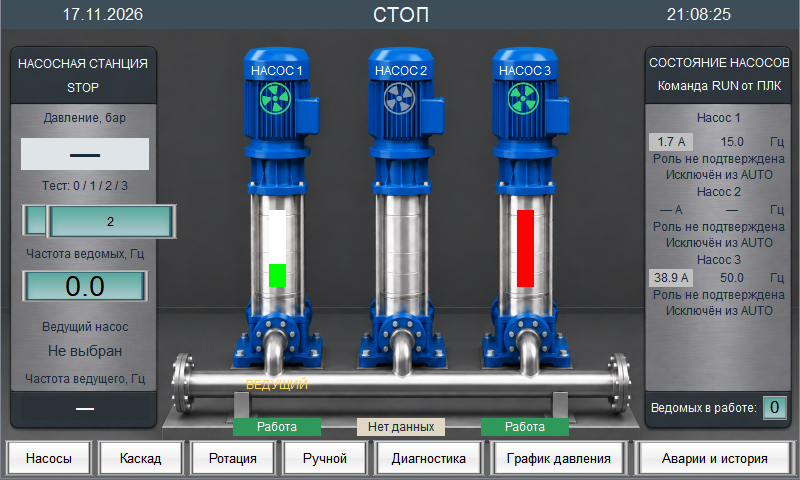 17.11.2026
СТОП
21:08:25
НАСОСНАЯ СТАНЦИЯ
STOP
Давление, бар
—
Тест: 0 / 1 / 2 / 3
2
Частота ведомых, Гц
0.0
Ведущий насос
Не выбран
Частота ведущего, Гц
—
НАСОС 1
НАСОС 2
НАСОС 3
ВЕДУЩИЙ
Работа
Нет данных
Работа
СОСТОЯНИЕ НАСОСОВ
Команда RUN от ПЛК
Насос 1
1.7 А 15.0 Гц
Роль не подтверждена
Исключён из AUTO
Насос 2
— А — Гц
Роль не подтверждена
Исключён из AUTO
Насос 3
38.9 А 50.0 Гц
Роль не подтверждена
Исключён из AUTO
Ведомых в работе: 0
Насосы
Каскад
Ротация
Ручной
Диагностика
График давления
Аварии и история